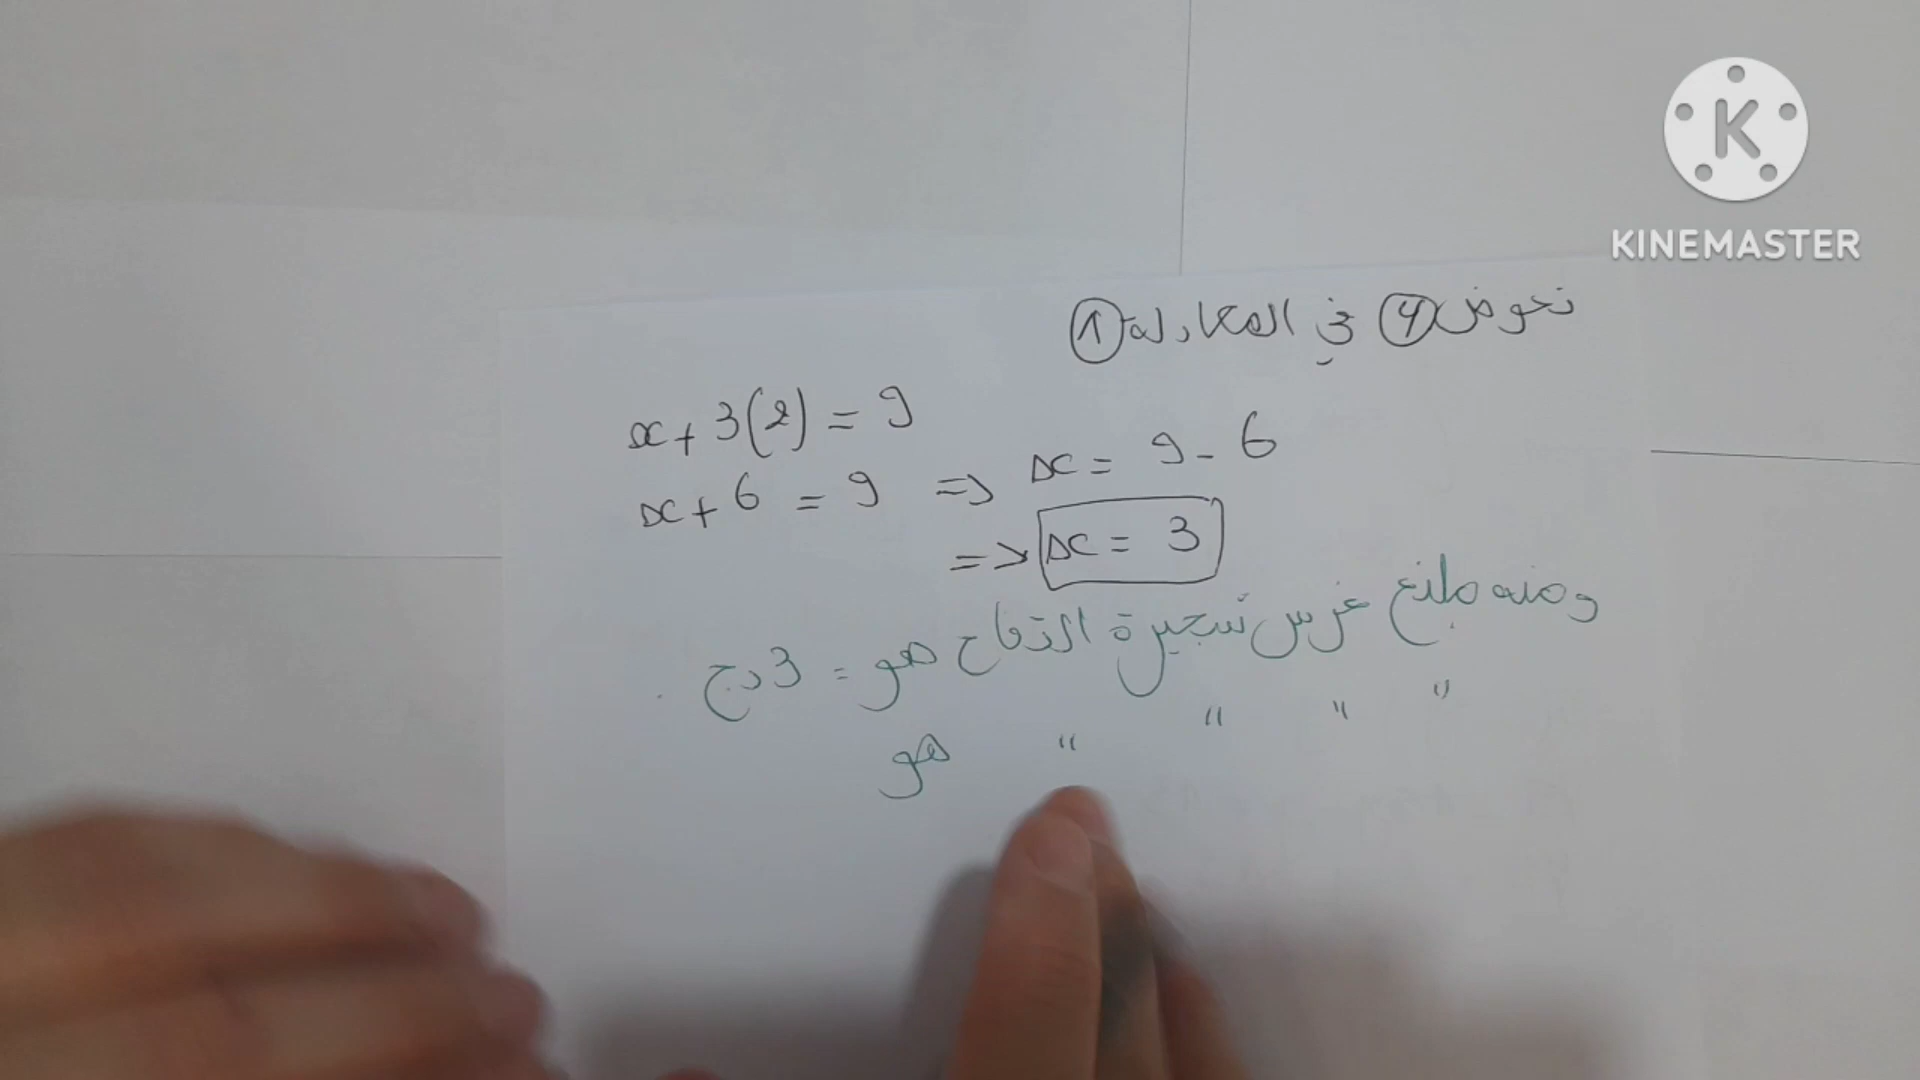 KINEMASTER
نعوض (y) في المعادلة (1)
x + 3(2) = 9
x + 6 = 9 => x = 9 - 6
=> x = 3
ومنه مبلغ غرس شجيرة التفاح هو = 3 دج
" " " " هو